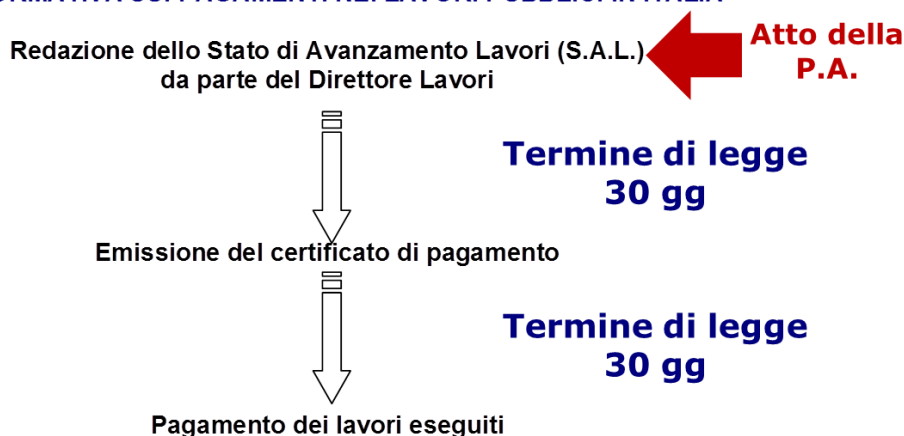 Redazione dello Stato di Avanzamento Lavori (S.A.L.)
da parte del Direttore Lavori
Atto della
P.A.
Termine di legge
30 gg
Emissione del certificato di pagamento
Termine di legge
30 gg
Pagamento dei lavori eseguiti